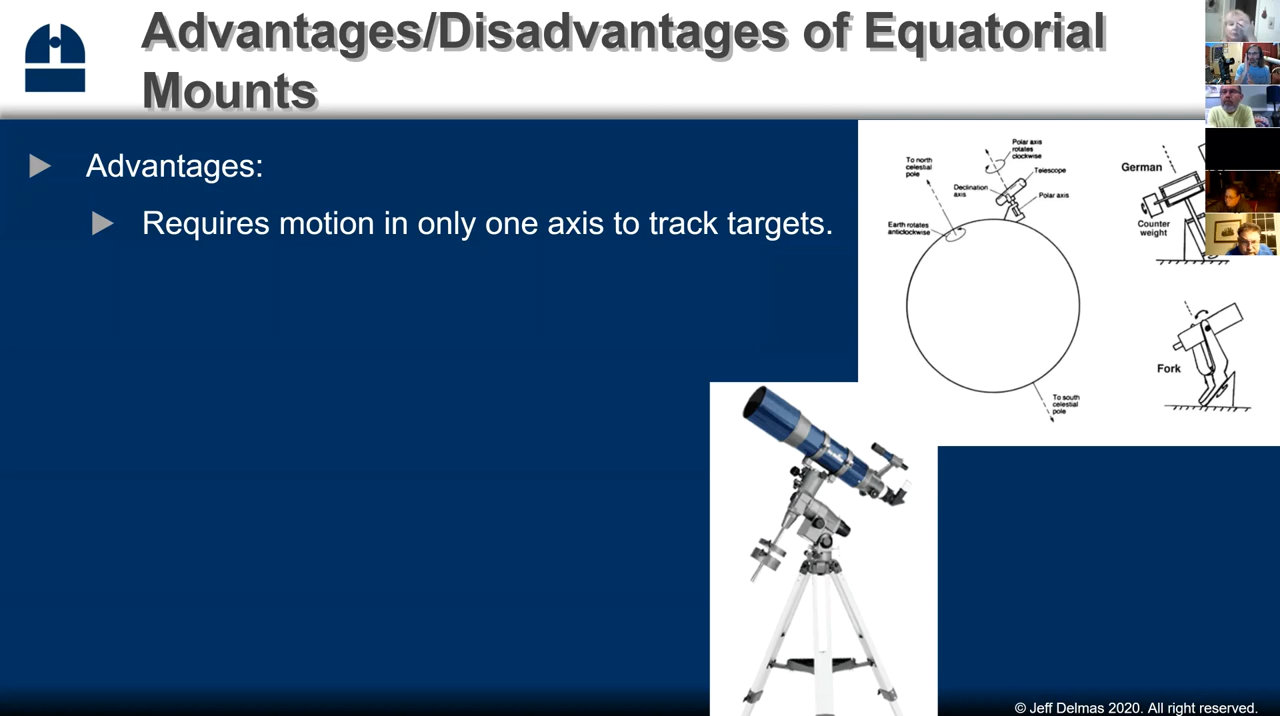 Advantages/Disadvantages of Equatorial
Mounts
Advantages:
Requires motion in only one axis to track targets.
Polar axis
rotates
clockwise
To north
celestial
pole
Telescope
Declination
axis
Polar axis
Earth rotates
anticlockwise
To south
celestial
pole
German
Counter
weight
Fork
© Jeff Delmas 2020. All right reserved.